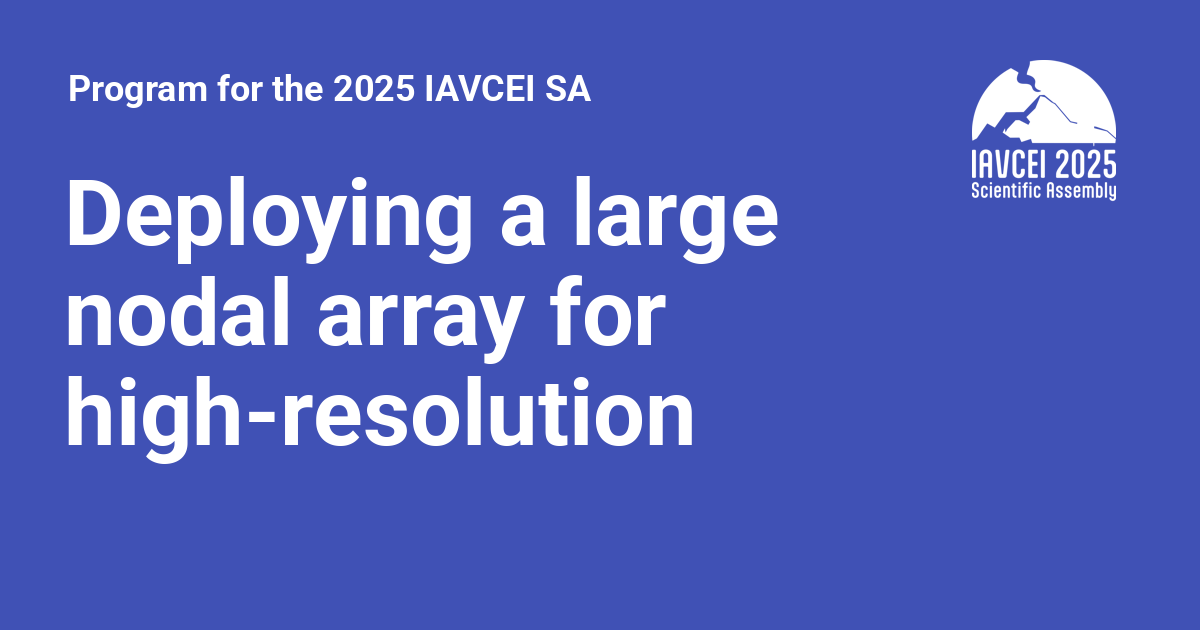 Program for the 2025 IAVCEI SA
IAVCEI 2025
Scientific Assembly
Deploying a large
nodal array for
high-resolution